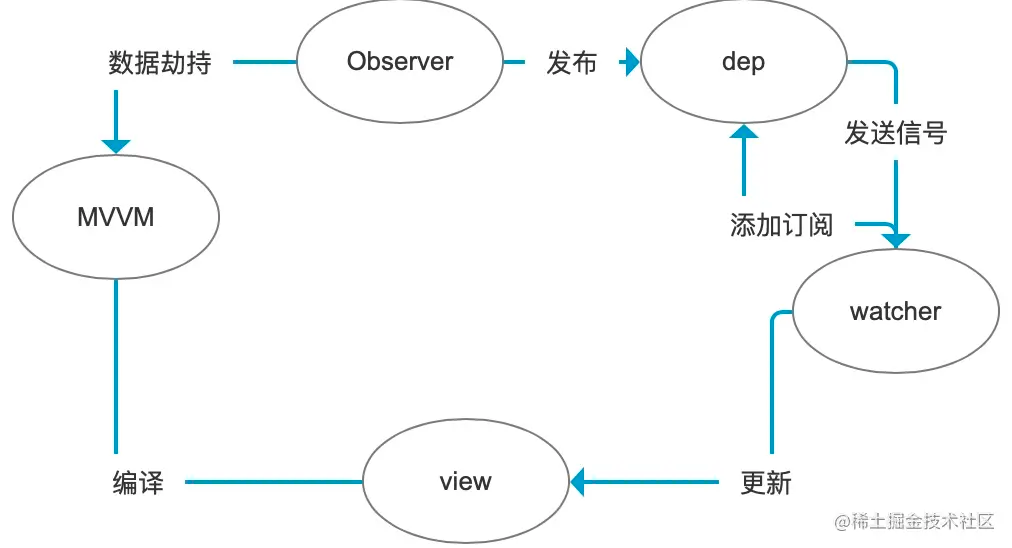 数据劫持
Observer
发布
dep
发送信号
MVVM
添加订阅
watcher
编译
view
更新
@稀土掘金技术社区